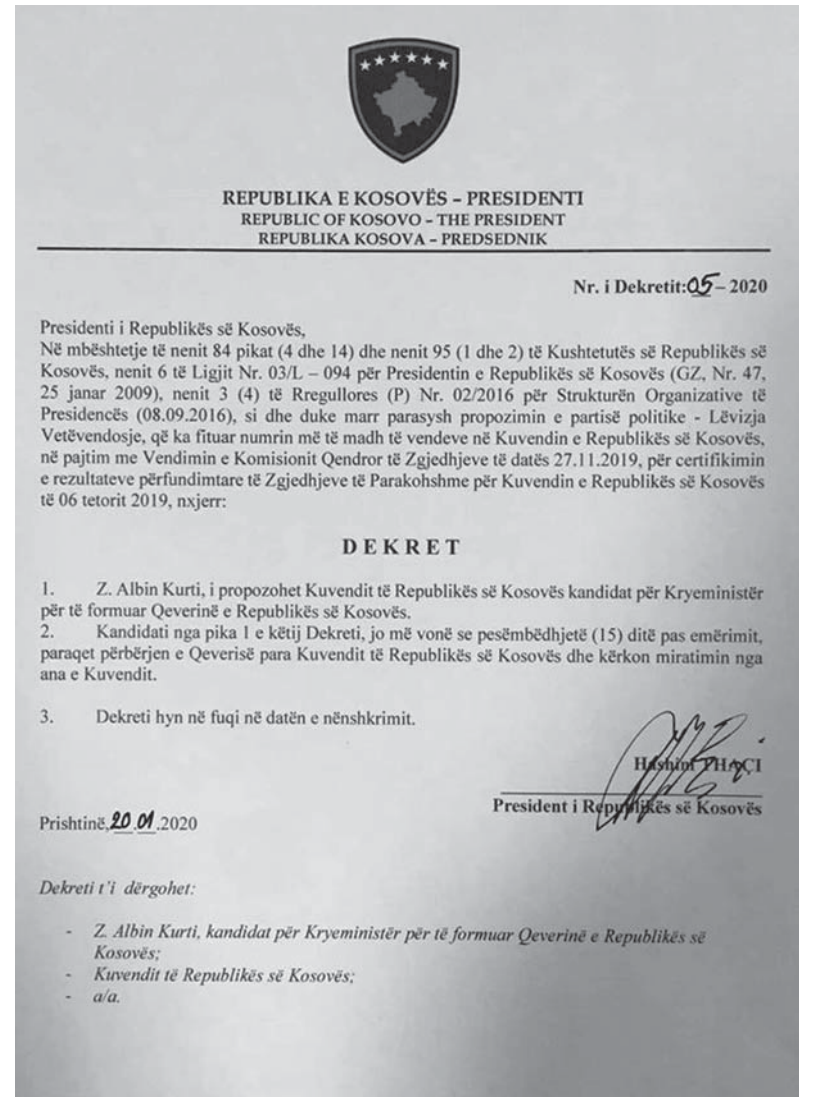 REPUBLIKA E KOSOVËS – PRESIDENTI
REPUBLIC OF KOSOVO – THE PRESIDENT
REPUBLIKA KOSOVA – PREDSEDNIK
Nr. i Dekretit: 05 – 2020
Presidenti i Republikës së Kosovës,
Në mbështetje të nenit 84 pikat (4 dhe 14) dhe nenit 95 (1 dhe 2) të Kushtetutës së Republikës së
Kosovës, nenit 6 të Ligjit Nr. 03/L – 094 për Presidentin e Republikës së Kosovës (GZ, Nr. 47,
25 janar 2009), nenit 3 (4) të Rregullores (P) Nr. 02/2016 për Strukturën Organizative të
Presidencës (08.09.2016), si dhe duke marr parasysh propozimin e partisë politike - Lëvizja
Vetëvendosje, që ka fituar numrin më të madh të vendeve në Kuvendin e Republikës së Kosovës,
në pajtim me Vendimin e Komisionit Qendror të Zgjedhjeve të datës 27.11.2019, për certifikimin
e rezultateve përfundimtare të Zgjedhjeve të Parakohshme për Kuvendin e Republikës së Kosovës
të 06 tetorit 2019, nxjerr:
D E K R E T
1. Z. Albin Kurti, i propozohet Kuvendit të Republikës së Kosovës kandidat për Kryeministër
për të formuar Qeverinë e Republikës së Kosovës.
2. Kandidati nga pika 1 e këtij Dekreti, jo më vonë se pesëmbëdhjetë (15) ditë pas emërimit,
paraqet përbërjen e Qeverisë para Kuvendit të Republikës së Kosovës dhe kërkon miratimin nga
ana e Kuvendit.
3. Dekreti hyn në fuqi në datën e nënshkrimit.
Hashim THAÇI
President i Republikës së Kosovës
Prishtinë, 20.01.2020
Dekreti t'i dërgohet:
- Z. Albin Kurti, kandidat për Kryeministër për të formuar Qeverinë e Republikës së
Kosovës;
- Kuvendit të Republikës së Kosovës;
- a/a.